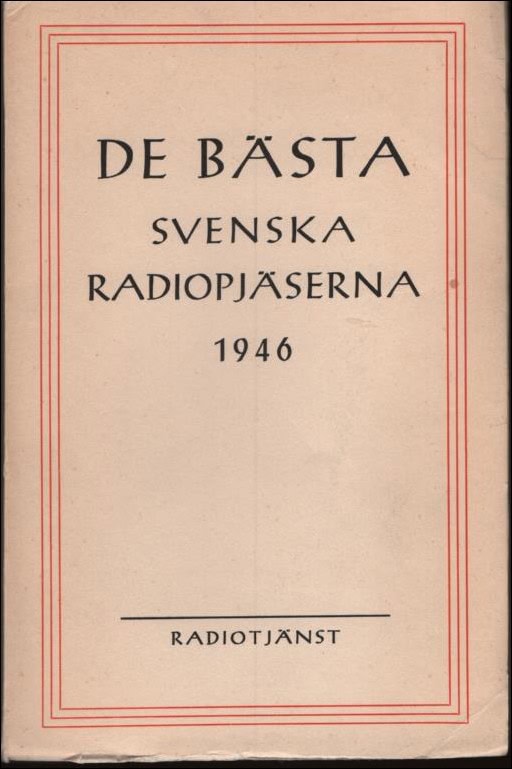 DE BÄSTA
SVENSKA
RADIOPJÄSERNA
1946
RADIOTJÄNST